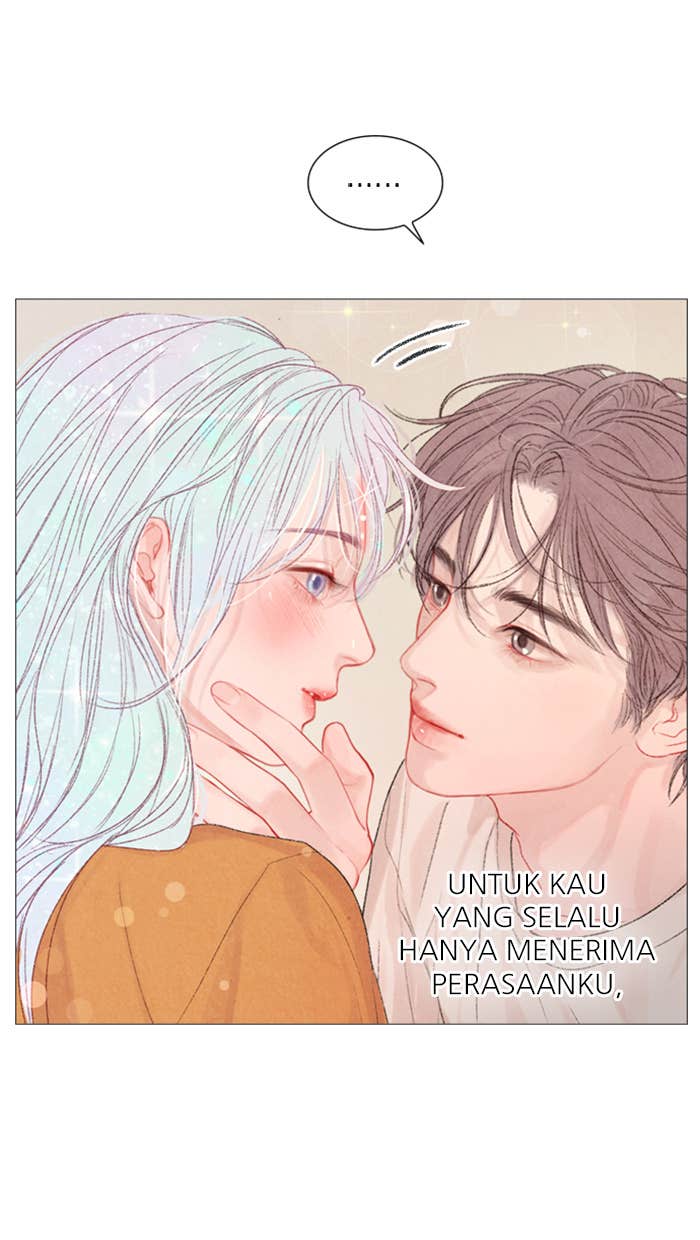 ......
UNTUK KAU
YANG SELALU
HANYA MENERIMA
PERASAANKU,